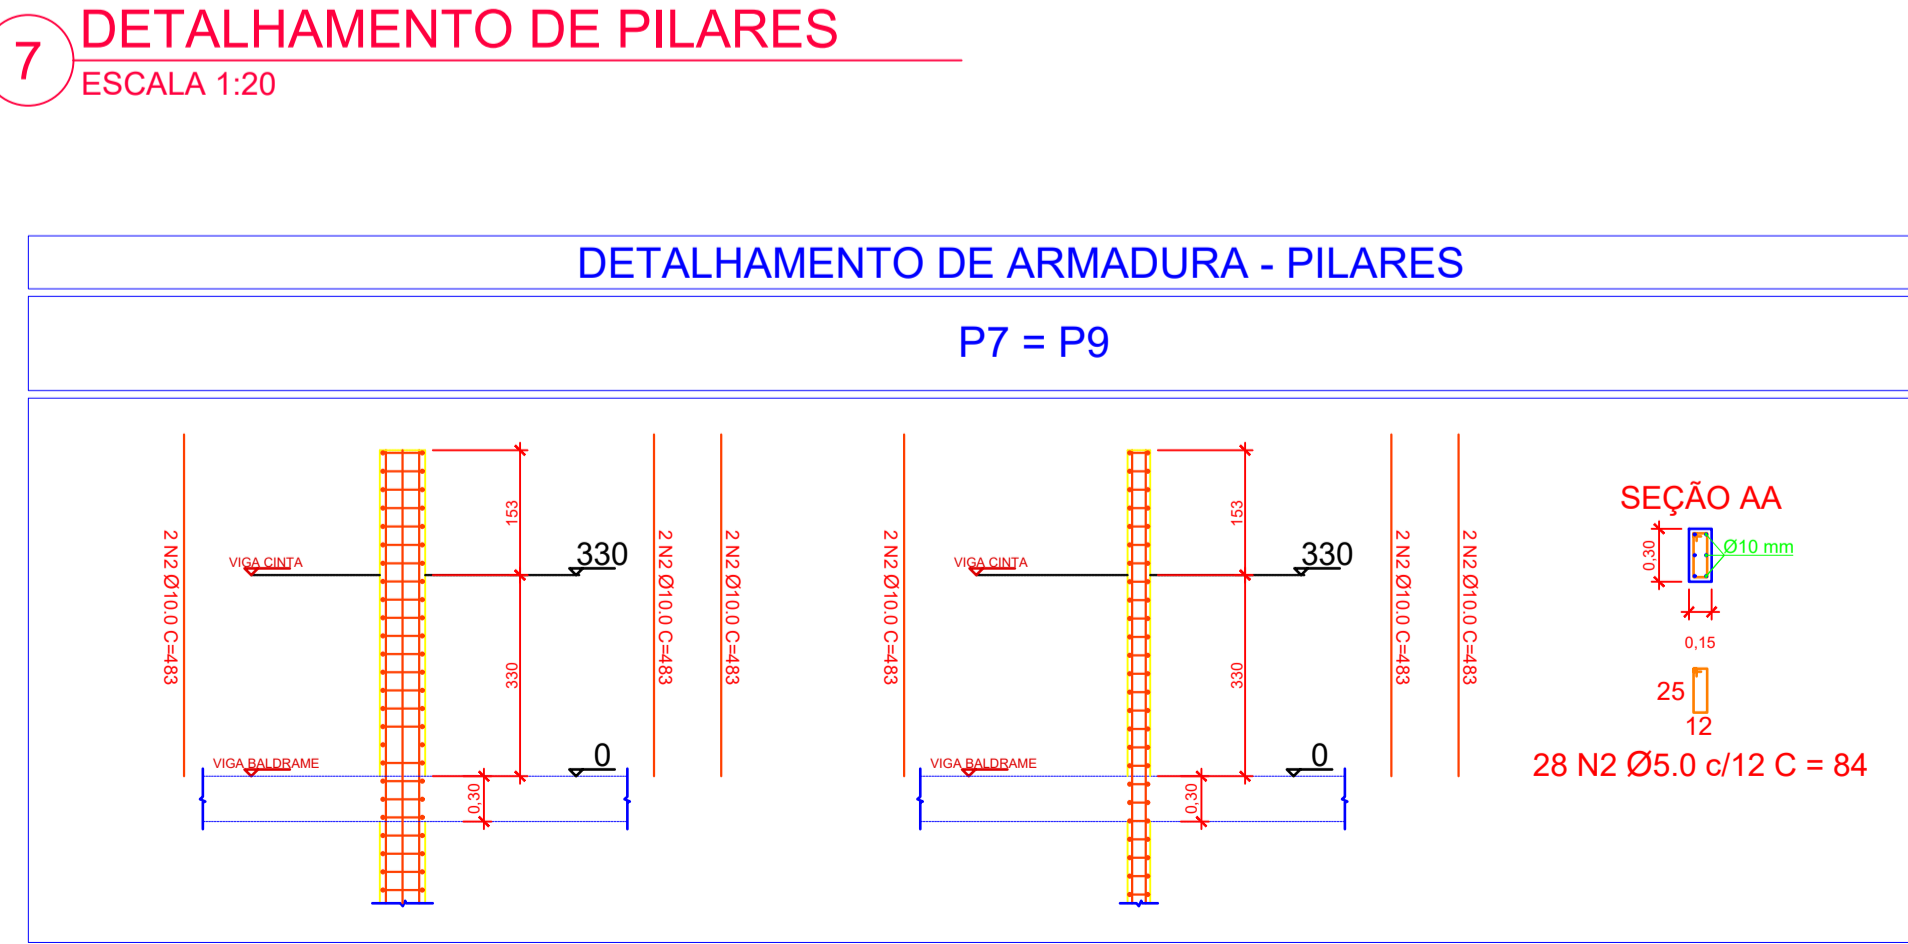 7
DETALHAMENTO DE PILARES
ESCALA 1:20
DETALHAMENTO DE ARMADURA - PILARES
P7 = P9
2 N2 Ø10.0 C=483
VIGA CINTA
153
330
330
VIGA BALDRAME
0
0,30
2 N2 Ø10.0 C=483
2 N2 Ø10.0 C=483
2 N2 Ø10.0 C=483
VIGA CINTA
153
330
330
VIGA BALDRAME
0
0,30
2 N2 Ø10.0 C=483
2 N2 Ø10.0 C=483
SEÇÃO AA
0,30
Ø10 mm
0,15
25
12
28 N2 Ø5.0 c/12 C = 84